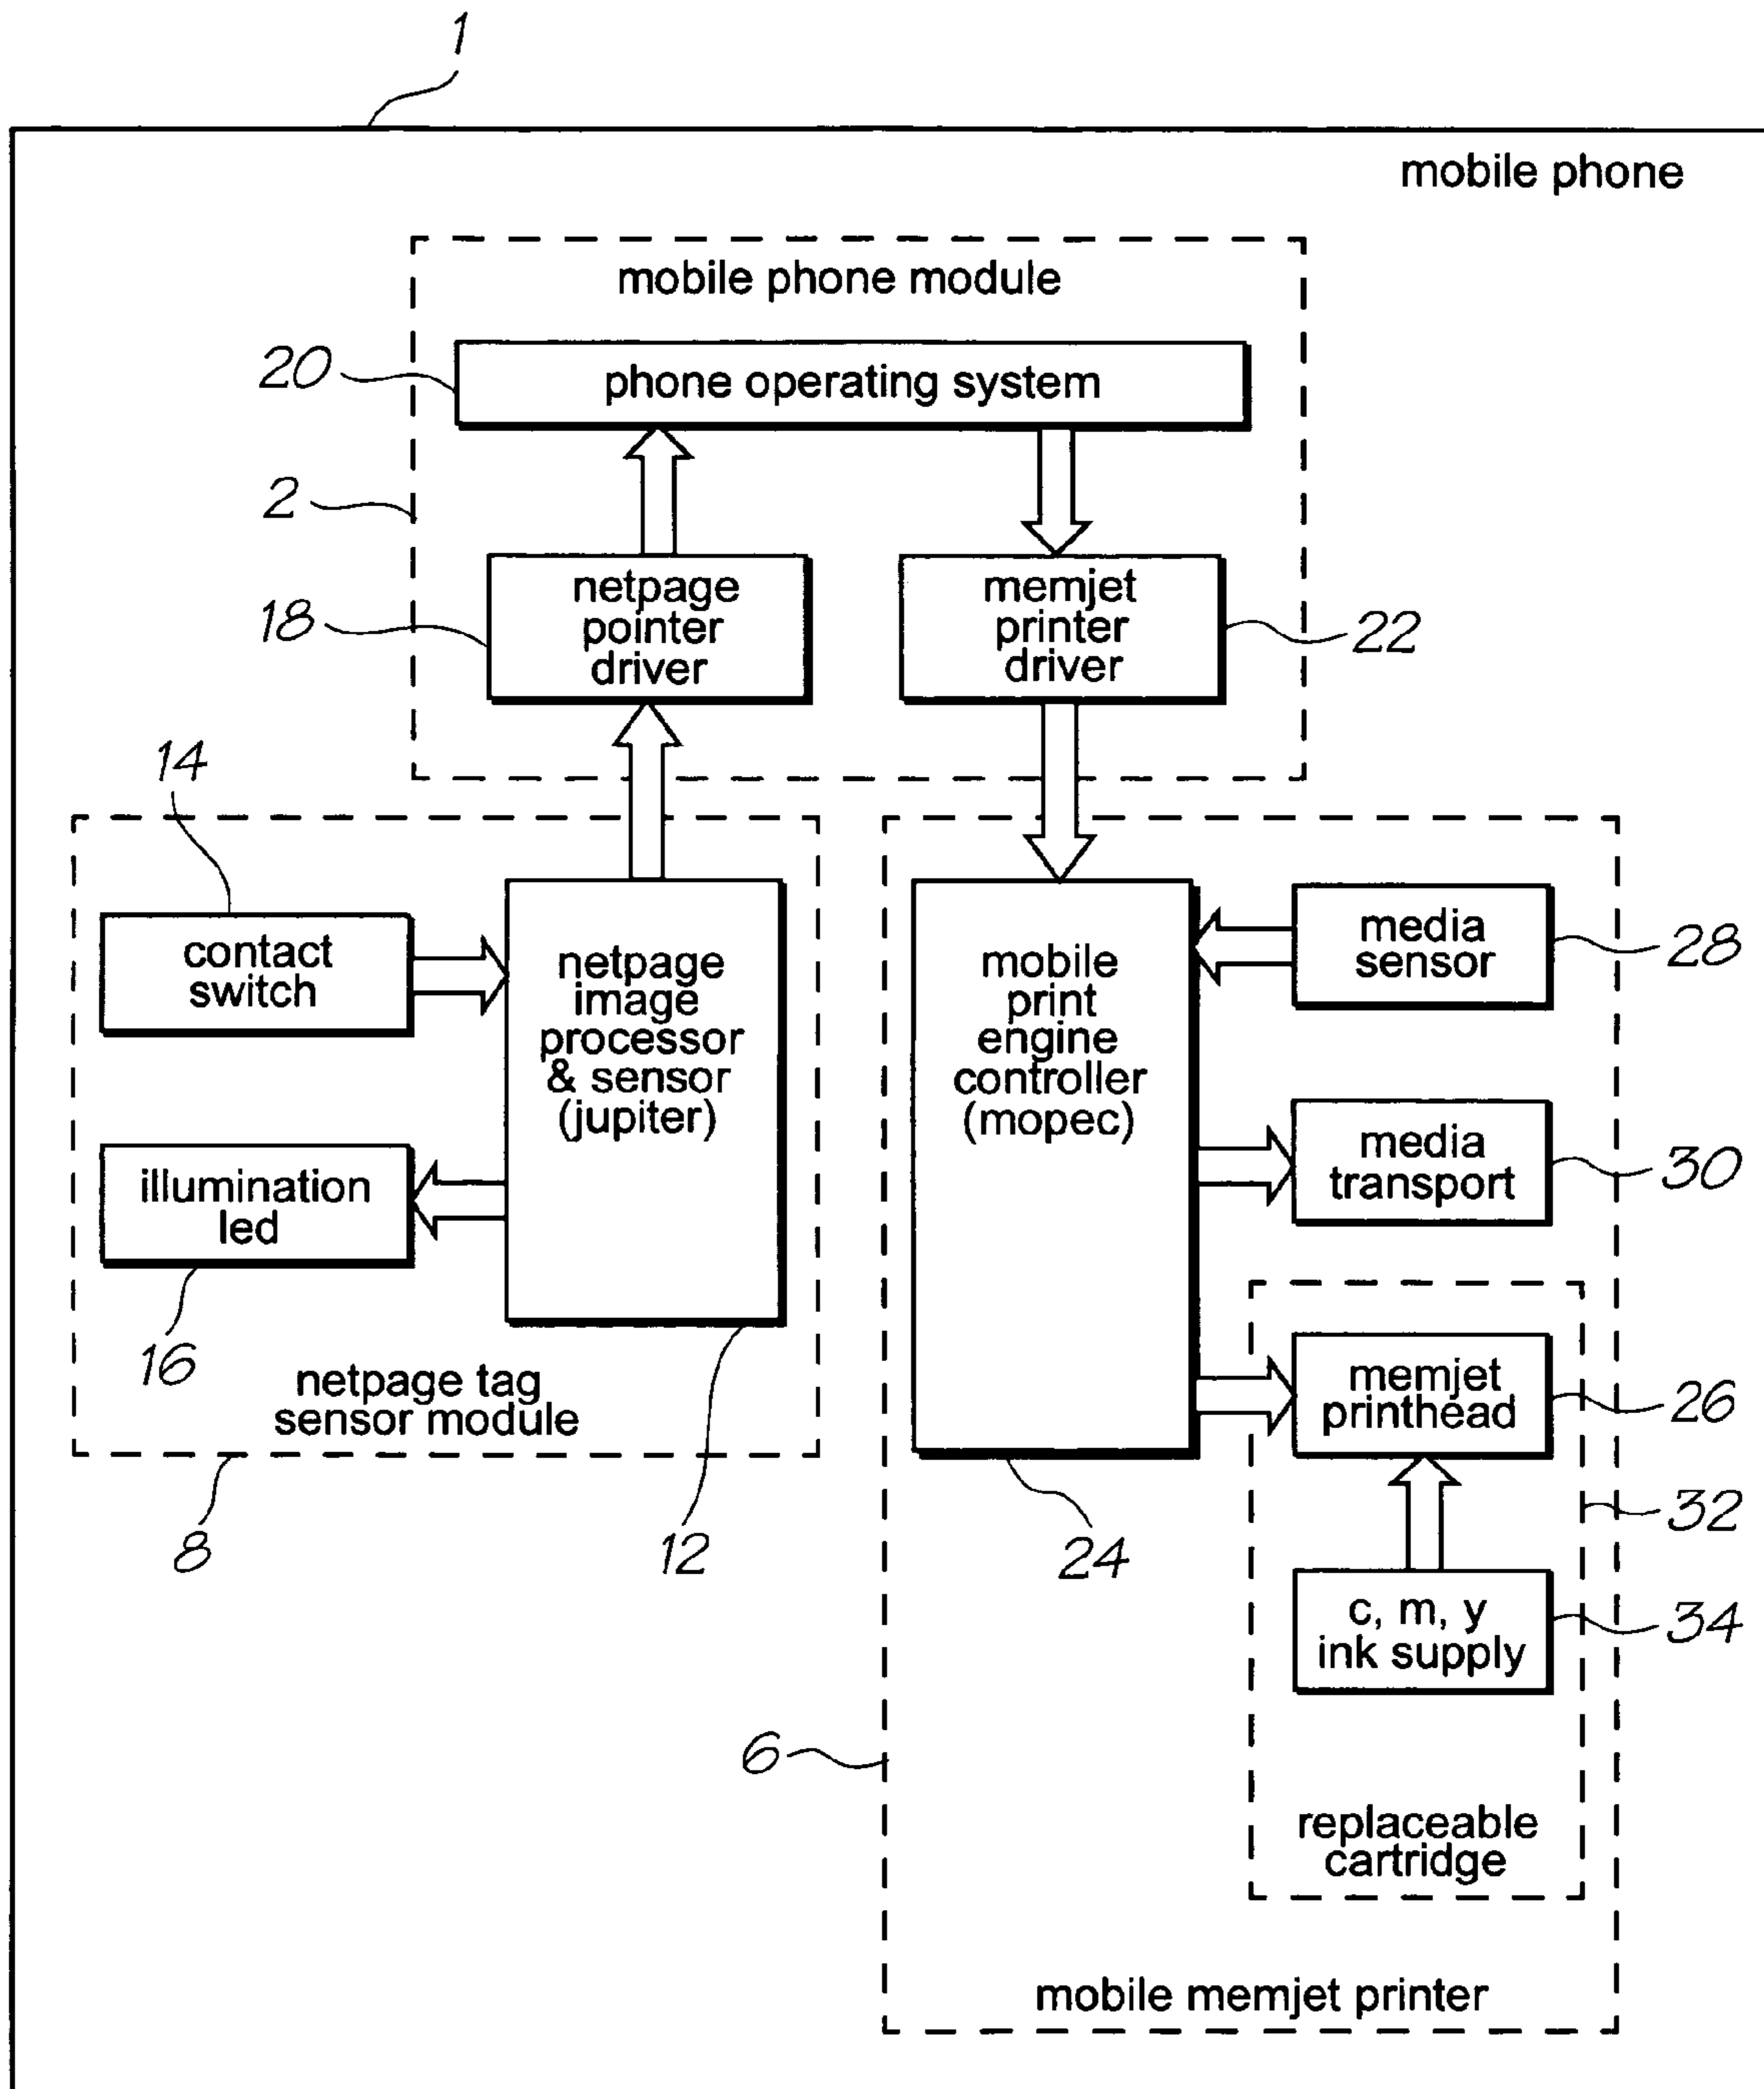 1
mobile phone
mobile phone module
20
phone operating system
2
18
netpage
pointer
driver
memjet
printer
driver
22
14
contact
switch
netpage
image
processor
& sensor
(jupiter)
illumination
led
16
netpage tag
sensor module
8
12
mobile
print
engine
controller
(mopec)
24
media
sensor
28
media
transport
30
memjet
printhead
26
32
c, m, y
ink supply
34
6
replaceable
cartridge
mobile memjet printer